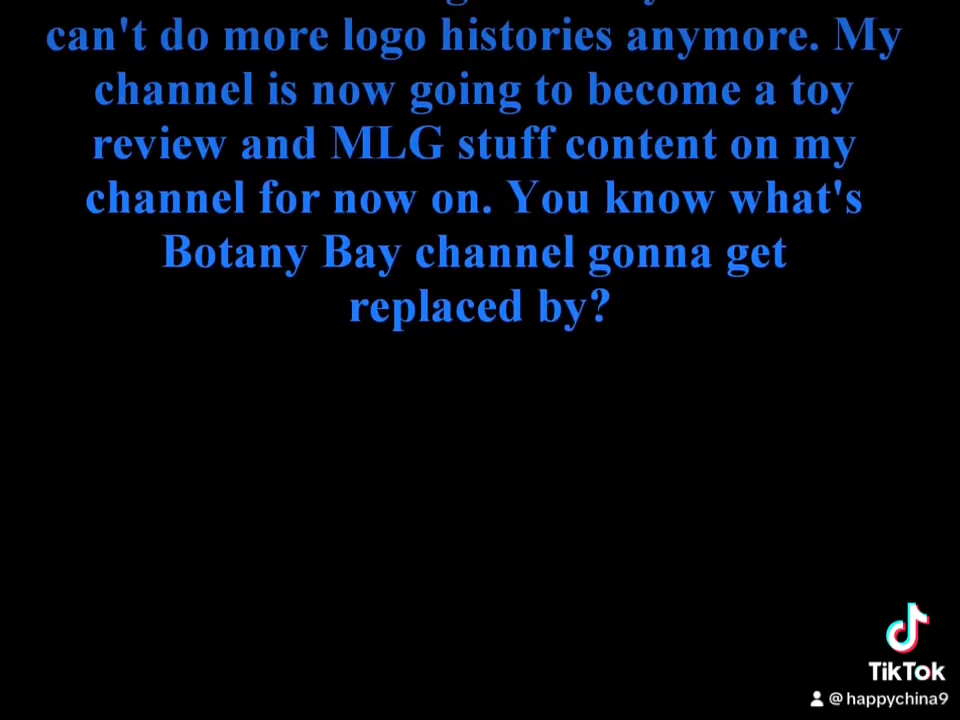 can't do more logo histories anymore. My
channel is now going to become a toy
review and MLG stuff content on my
channel for now on. You know what's
Botany Bay channel gonna get
replaced by?
TikTok
@happychina9